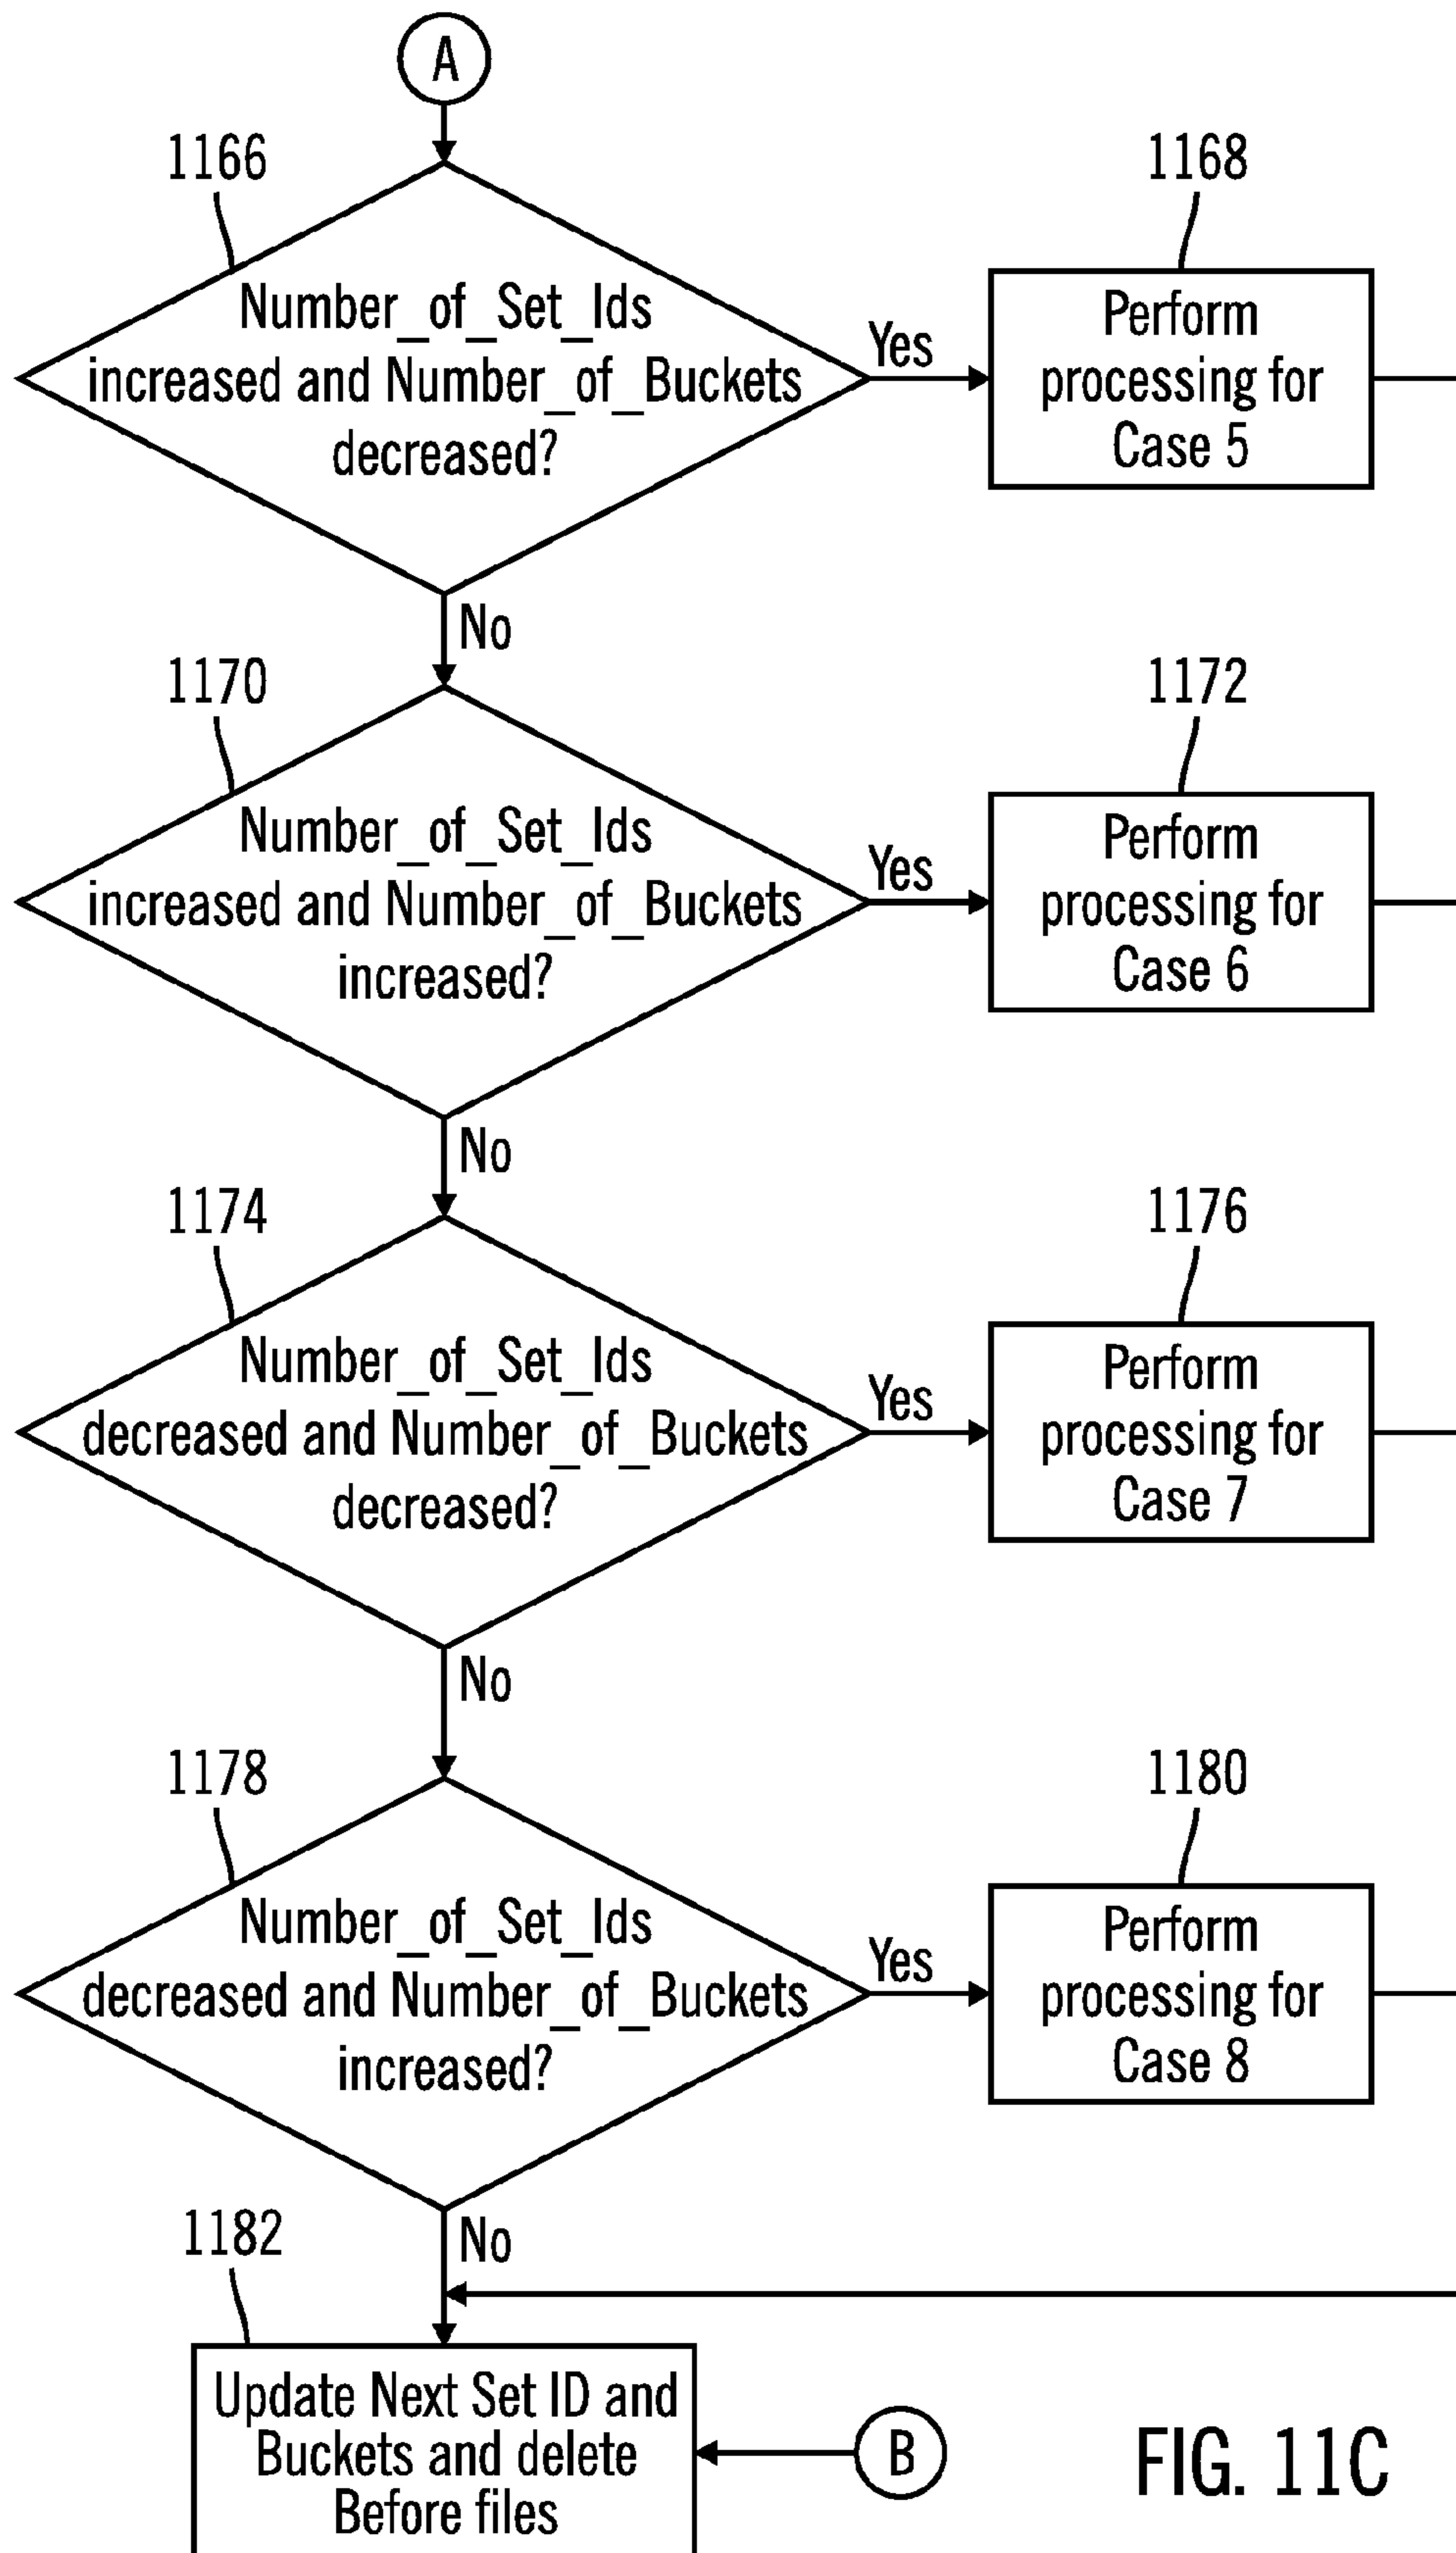 A
1166
1168
Number_of_Set_Ids
increased and Number_of_Buckets
decreased?
Yes
Perform
processing for
Case 5
No
1170
1172
Number_of_Set_Ids
increased and Number_of_Buckets
increased?
Yes
Perform
processing for
Case 6
No
1174
1176
Number_of_Set_Ids
decreased and Number_of_Buckets
decreased?
Yes
Perform
processing for
Case 7
No
1178
1180
Number_of_Set_Ids
decreased and Number_of_Buckets
increased?
Yes
Perform
processing for
Case 8
No
1182
Update Next Set ID and
Buckets and delete
Before files
B
FIG. 11C